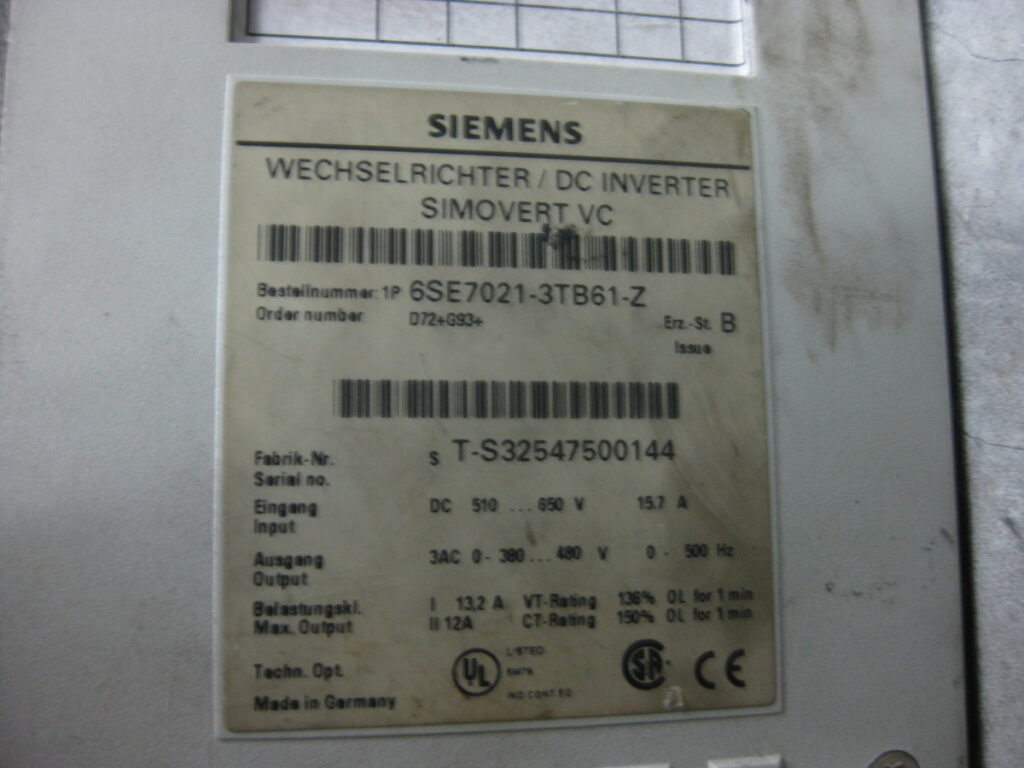 SIEMENS
WECHSELRICHTER / DC INVERTER
SIMOVERT VC
Bestellnummer: 1P 6SE7021-3TB61-Z
Order number D72+G93+ Erz.-St. B
Issue
Fabrik-Nr. S T-S32547500144
Serial no.
Eingang DC 510 ... 650 V 15.7 A
Input
Ausgang 3AC 0 - 380 ... 480 V 0 - 500 Hz
Output
Belastungskl. I 13,2 A VT-Rating 136% OL for 1 min
Max. Output II 12A CT-Rating 150% OL for 1 min
LISTED
Techn. Opt. UL SA CE
IND CONT EQ
Made in Germany